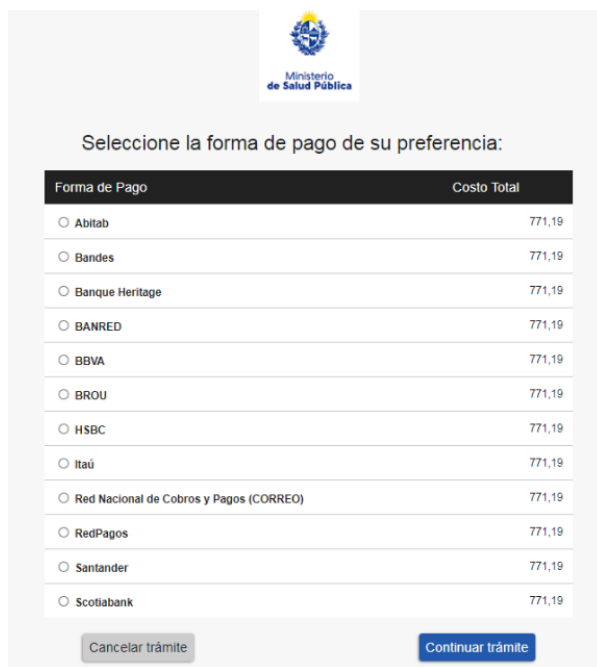 Ministerio
de Salud Pública
Seleccione la forma de pago de su preferencia:
Forma de Pago Costo Total
Abitab 771,19
Bandes 771,19
Banque Heritage 771,19
BANRED 771,19
BBVA 771,19
BROU 771,19
HSBC 771,19
Itaú 771,19
Red Nacional de Cobros y Pagos (CORREO) 771,19
RedPagos 771,19
Santander 771,19
Scotiabank 771,19
Cancelar trámite Continuar trámite